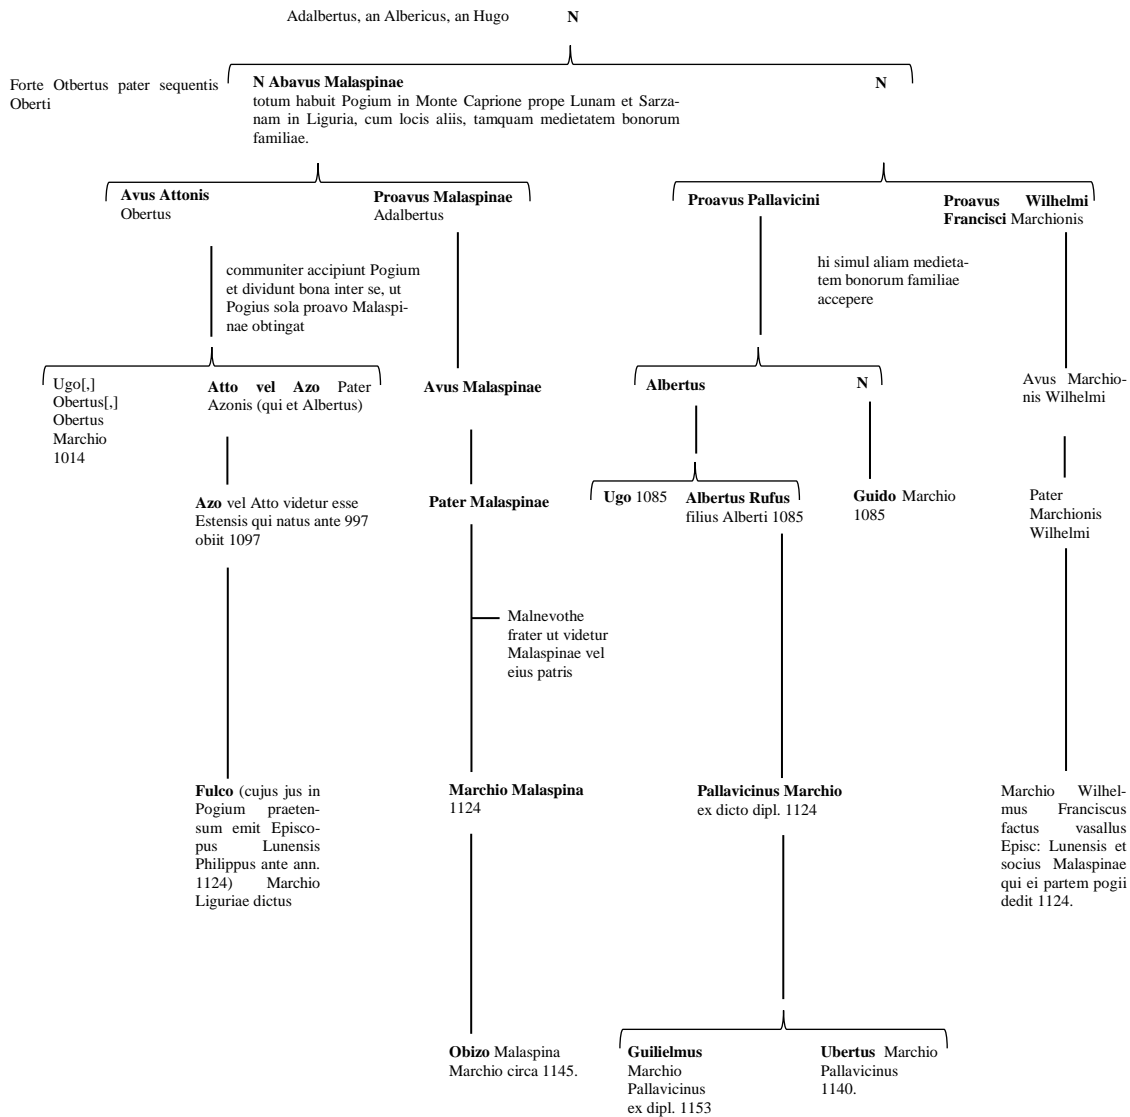 Adalbertus, an Albericus, an Hugo N
Forte Otbertus pater sequentis
Oberti
N Abavus Malaspinae
totum habuit Pogium in Monte Caprione prope Lunam et Sarza-
nam in Liguria, cum locis aliis, tamquam medietatem bonorum
familiae.
N
Avus Attonis
Obertus
Proavus Malaspinae
Adalbertus
Proavus Pallavicini
Proavus Wilhelmi
Francisci Marchionis
communiter accipiunt Pogium
et dividunt bona inter se, ut
Pogius sola proavo Malaspi-
nae obtingat
hi simul aliam medieta-
tem bonorum familiae
accepere
Ugo[,]
Obertus[,]
Obertus
Marchio
1014
Atto vel Azo Pater
Azonis (qui et Albertus)
Avus Malaspinae
Albertus
N
Avus Marchio-
nis Wilhelmi
Azo vel Atto videtur esse
Estensis qui natus ante 997
obiit 1097
Pater Malaspinae
Ugo 1085
Albertus Rufus
filius Alberti 1085
Guido Marchio
1085
Pater
Marchionis
Wilhelmi
Malnevothe
frater ut videtur
Malaspinae vel
eius patris
Fulco (cujus jus in
Pogium praeten-
sum emit Episco-
pus Lunensis
Philippus ante ann.
1124) Marchio
Liguriae dictus
Marchio Malaspina
1124
Pallavicinus Marchio
ex dicto dipl. 1124
Marchio Wilhel-
mus Franciscus
factus vasallus
Episc: Lunensis et
socius Malaspinae
qui ei partem pogii
dedit 1124.
Obizo Malaspina
Marchio circa 1145.
Guilielmus
Marchio
Pallavicinus
ex dipl. 1153
Ubertus Marchio
Pallavicinus
1140.